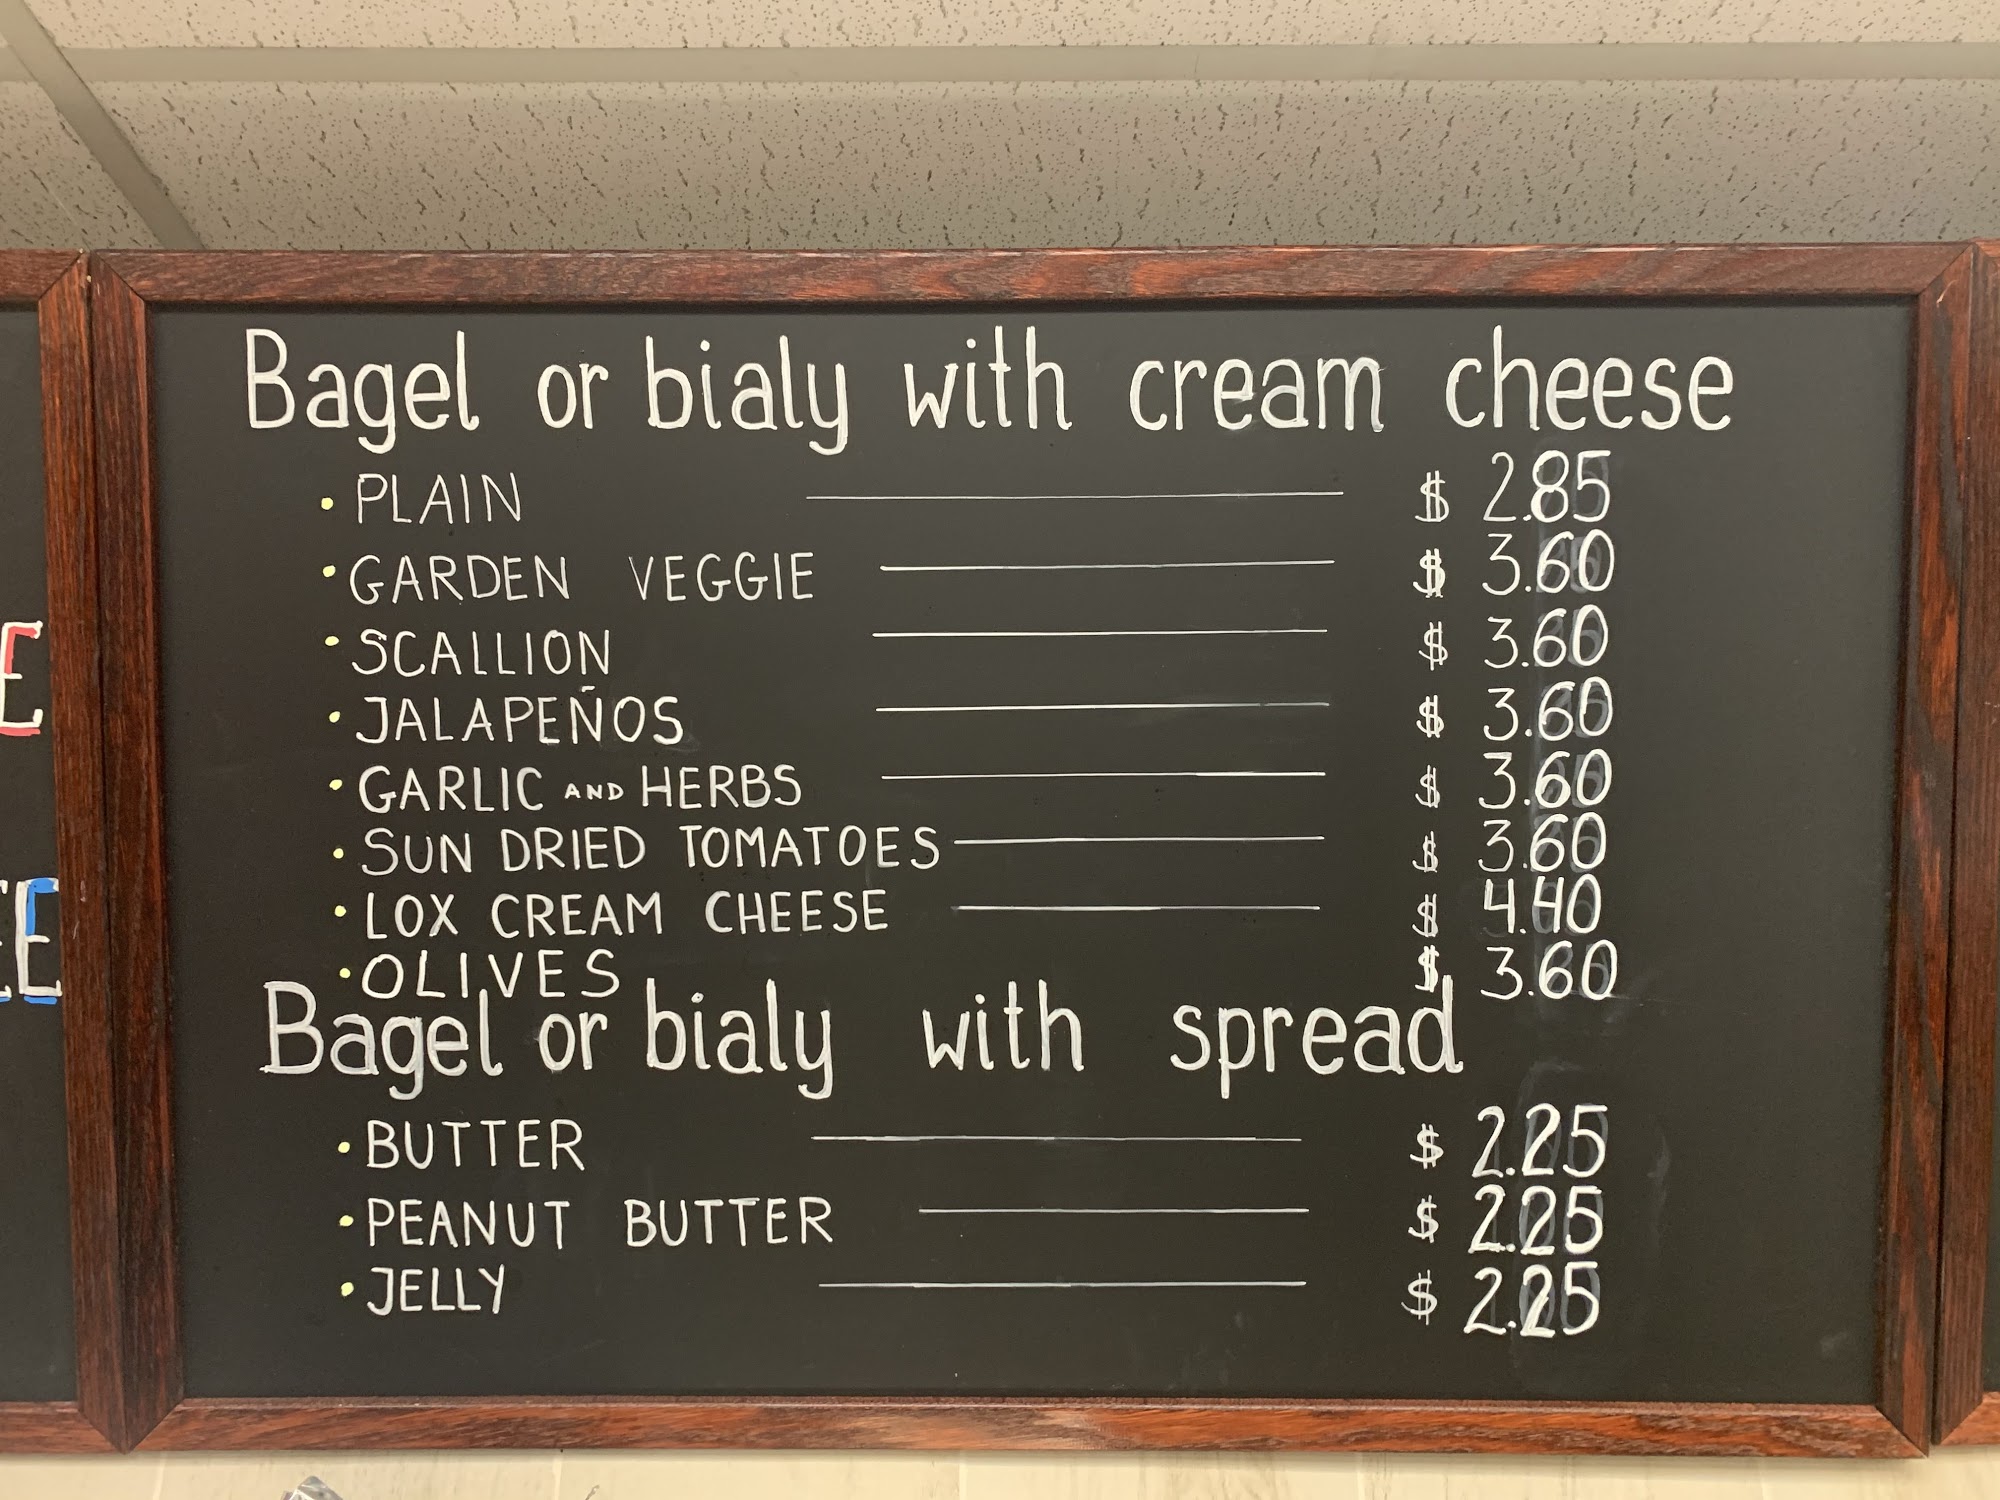 Bagel or bialy with cream cheese
• PLAIN $ 2.85
• GARDEN VEGGIE $ 3.60
• SCALLION $ 3.60
• JALAPEÑOS $ 3.60
• GARLIC AND HERBS $ 3.60
• SUN DRIED TOMATOES $ 3.60
• LOX CREAM CHEESE $ 4.40
• OLIVES $ 3.60
Bagel or bialy with spread
• BUTTER $ 2.25
• PEANUT BUTTER $ 2.25
• JELLY $ 2.25